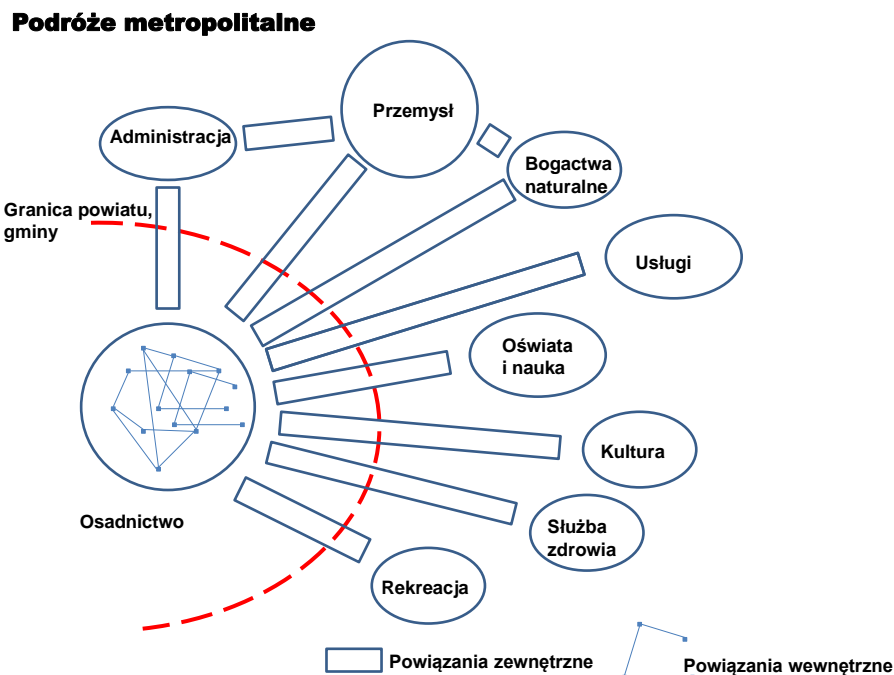 Podróże metropolitalne
Przemysł
Administracja
Bogactwa
naturalne
Granica powiatu,
gminy
Usługi
Oświata
i nauka
Kultura
Osadnictwo
Służba
zdrowia
Rekreacja
Powiązania zewnętrzne
Powiązania wewnętrzne